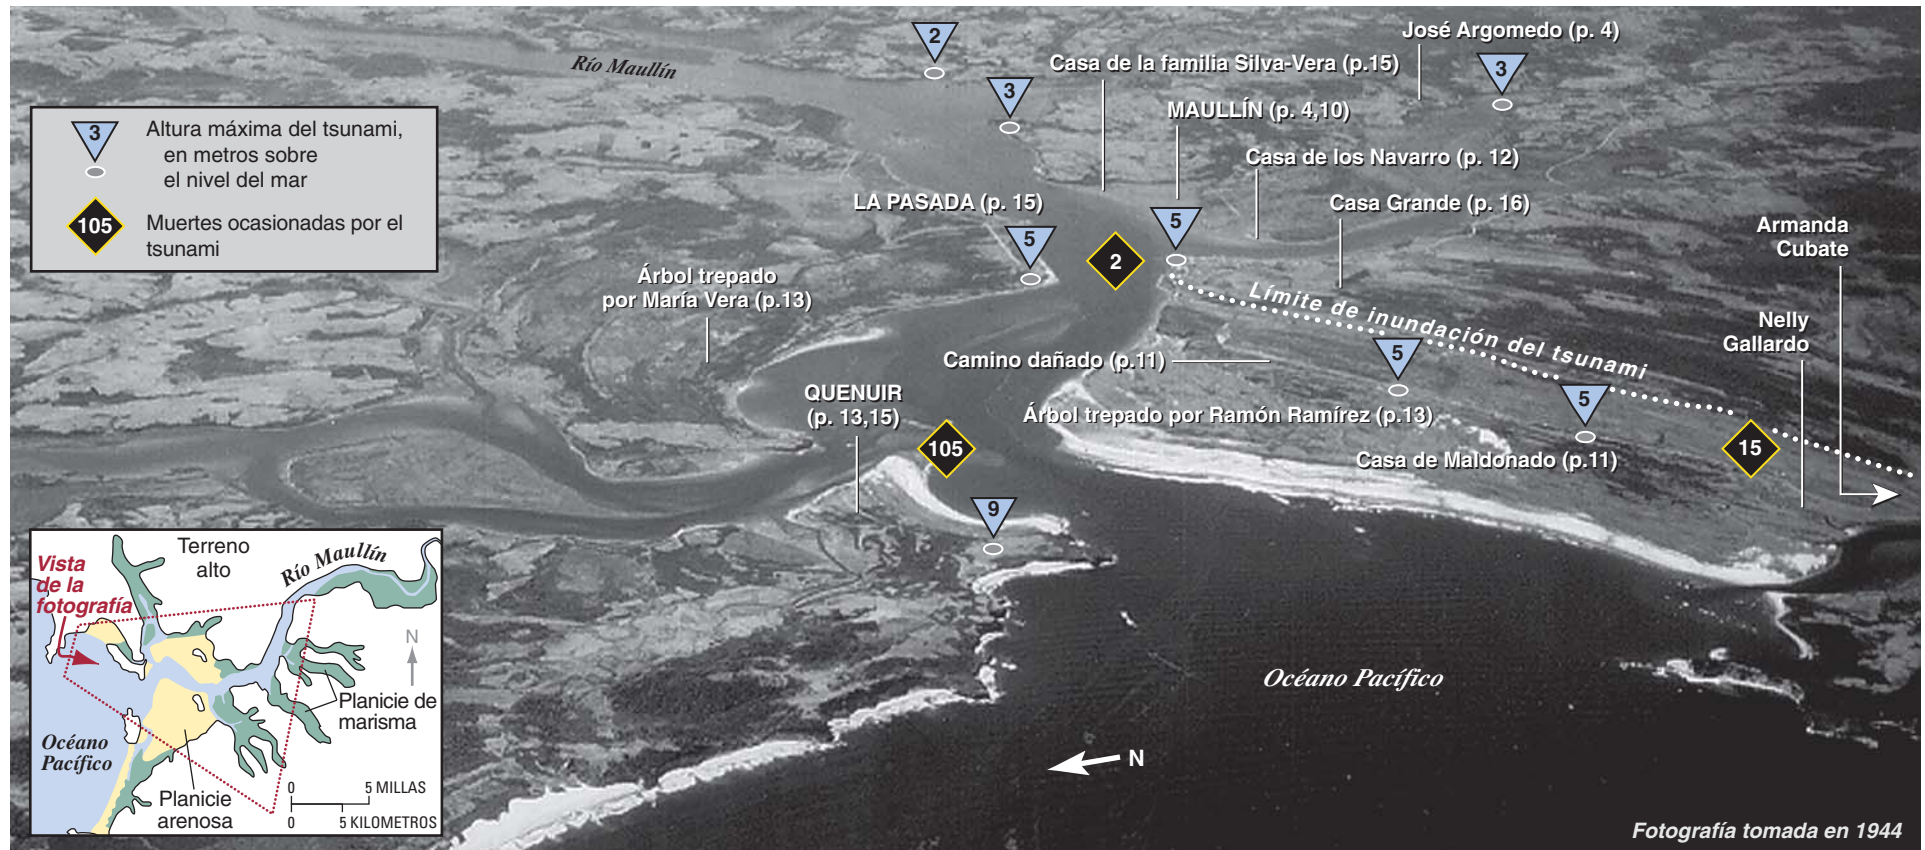 2
Río Maullín
3
José Argomedo (p. 4)
3
Casa de la familia Silva-Vera (p.15)
MAULLÍN (p. 4,10)
Casa de los Navarro (p. 12)
Casa Grande (p. 16)
LA PASADA (p. 15)
5
5
2
Armanda
Cubate
3
Altura máxima del tsunami,
en metros sobre
el nivel del mar
105
Muertes ocasionadas por el
tsunami
Árbol trepado
por María Vera (p.13)
Límite de inundación del tsunami
Nelly
Gallardo
Camino dañado (p.11)
5
5
QUENUIR
(p. 13,15)
Árbol trepado por Ramón Ramírez (p.13)
105
15
Casa de Maldonado (p.11)
9
Vista
de la
fotografía
Terreno
alto
Río Maullín
N
Planicie de
marisma
Océano
Pacífico
Planicie
arenosa
0 5 MILLAS
0 5 KILOMETROS
Océano Pacífico
N
Fotografía tomada en 1944